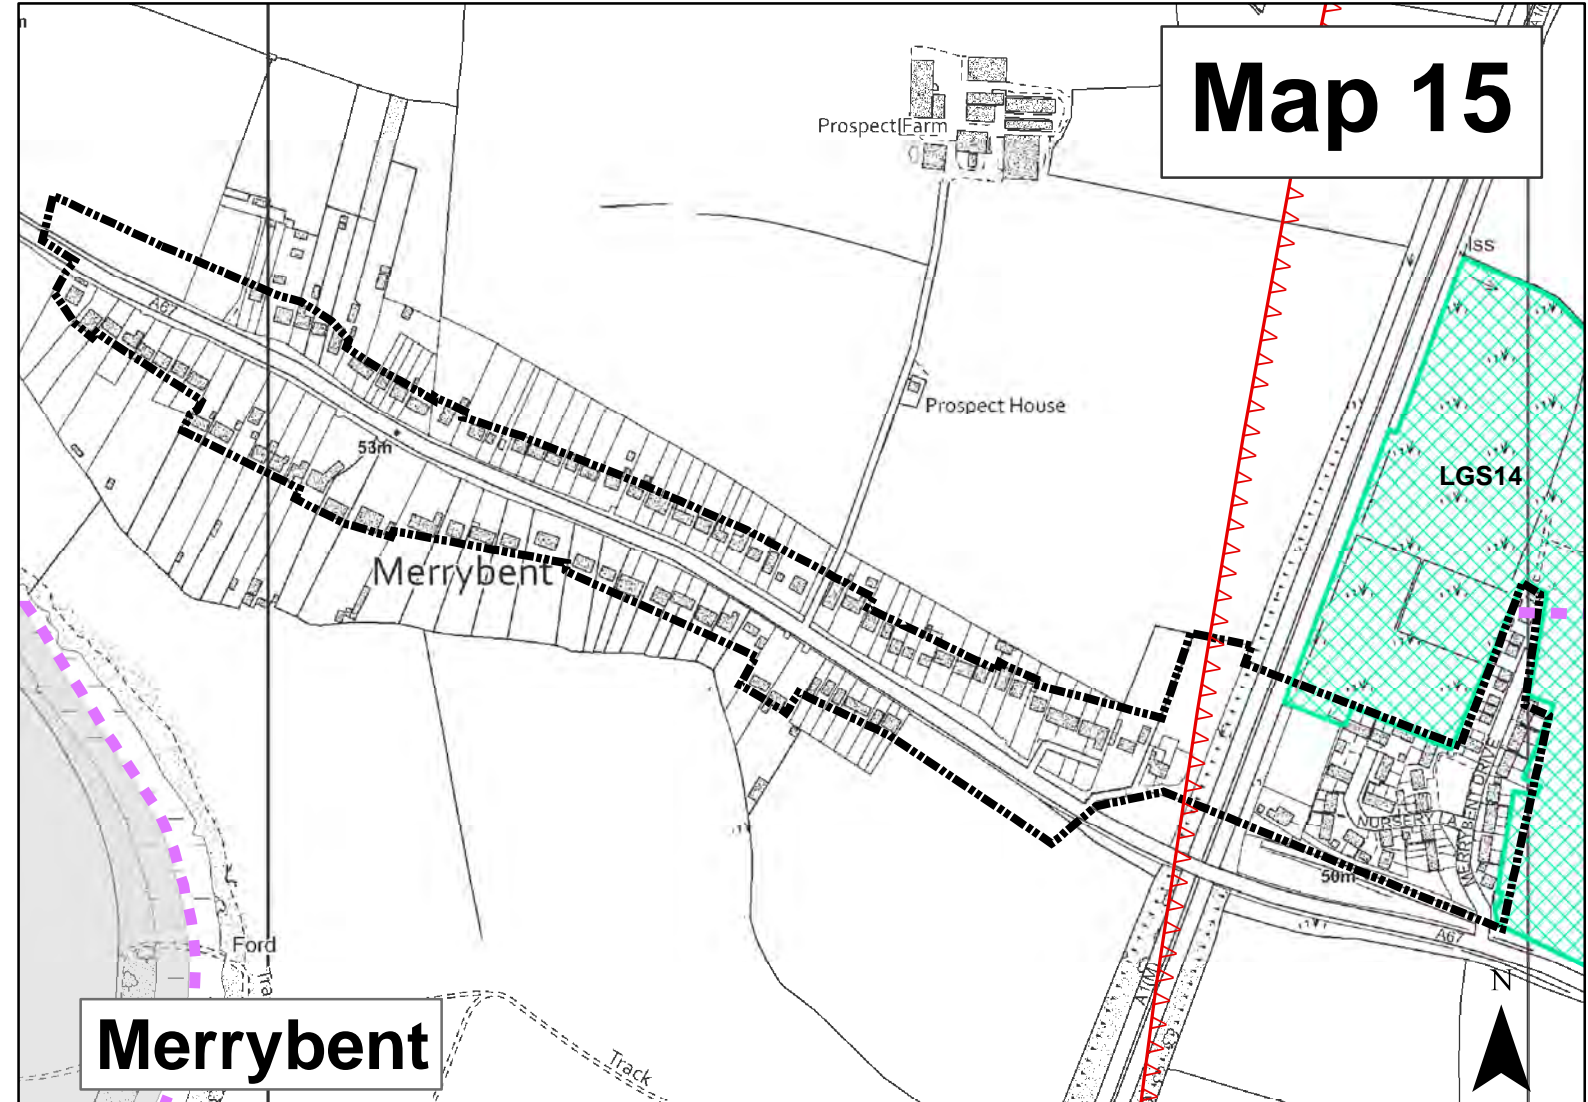 Map 15
Prospect Farm
Iss
A67
Prospect House
53m
LGS14
Merrybent
NURSERY LA
MERRYBENT DRIVE
50m
A67
Ford
Tra
A1(M)
N
Merrybent
Track